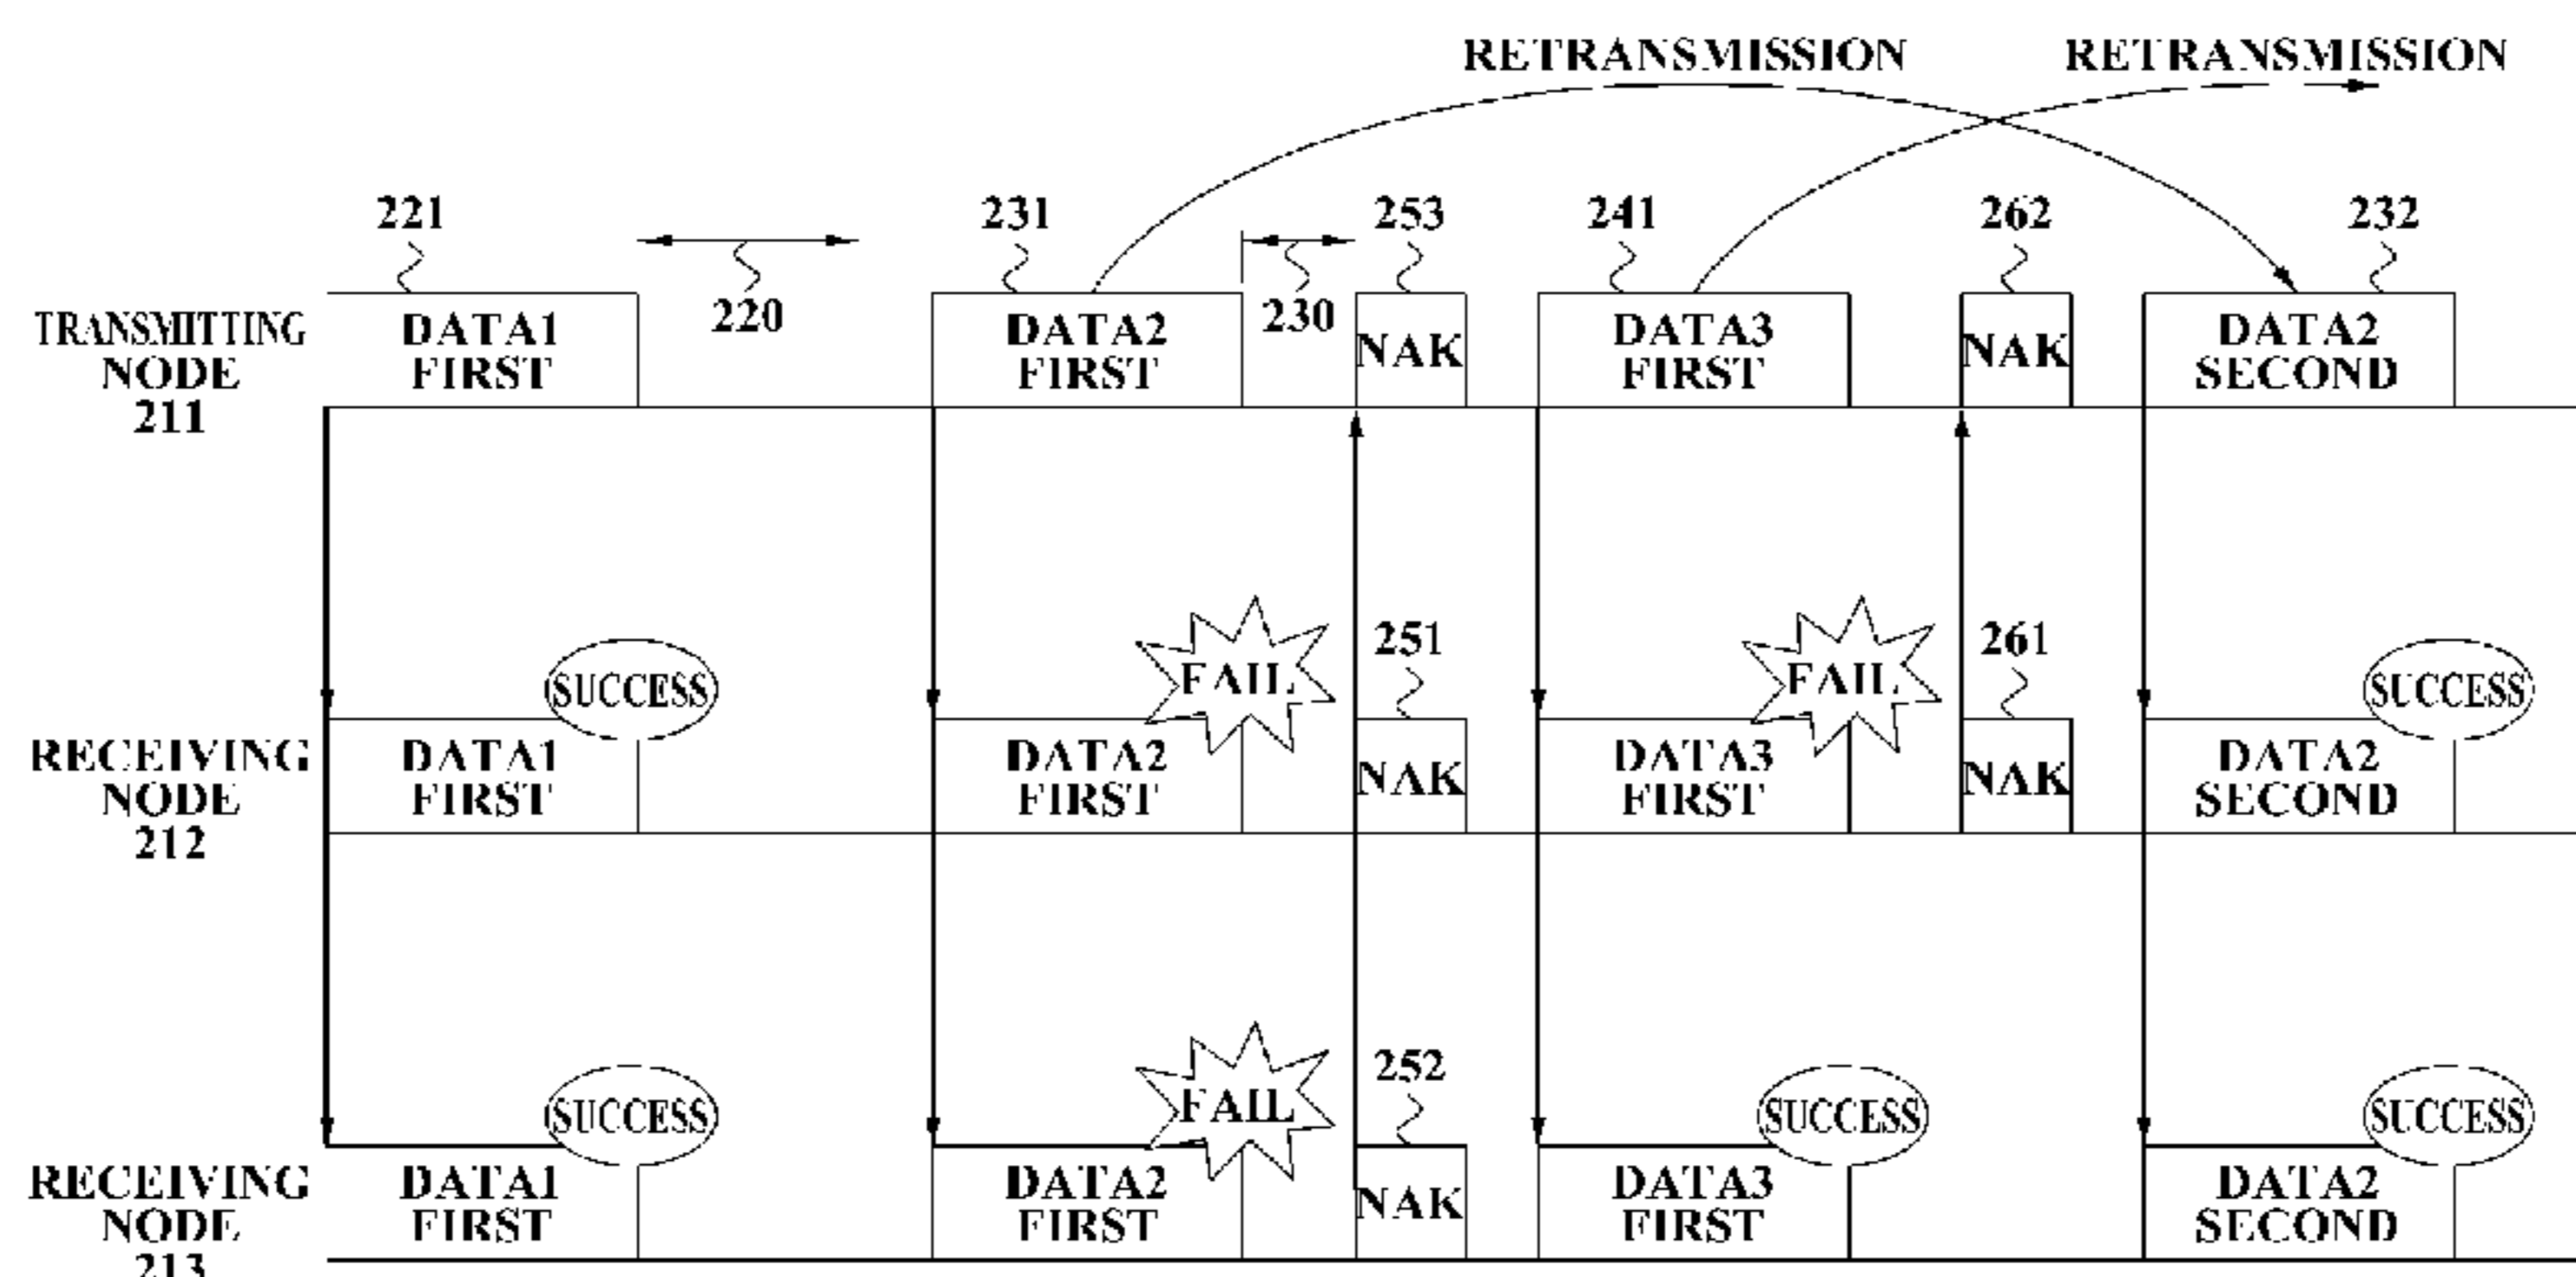 RETRANSMISSION RETRANSMISSION
221 231 253 241 262 232
220 230
TRANSMITTING
NODE
211
DATA1
FIRST
DATA2
FIRST
NAK
DATA3
FIRST
NAK
DATA2
SECOND
FAIL 251 FAIL 261
SUCCESS SUCCESS
RECEIVING
NODE
212
DATA1
FIRST
DATA2
FIRST
NAK
DATA3
FIRST
NAK
DATA2
SECOND
252
SUCCESS FAIL SUCCESS SUCCESS
RECEIVING
NODE
213
DATA1
FIRST
DATA2
FIRST
NAK
DATA3
FIRST
DATA2
SECOND